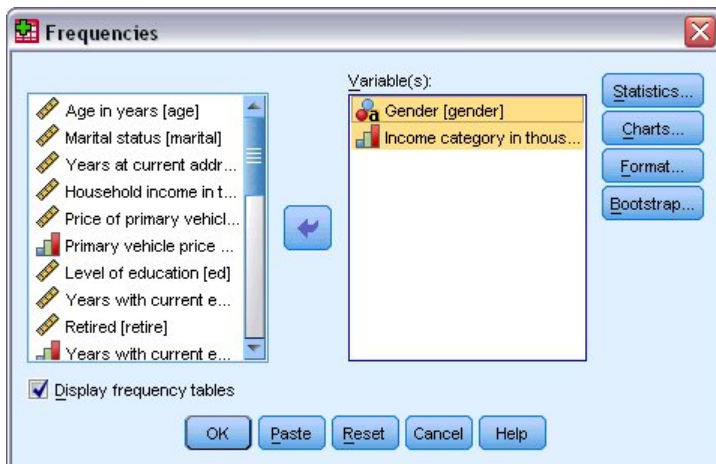 Frequencies
Age in years [age]
Marital status [marital]
Years at current addr...
Household income in t...
Price of primary vehicl...
Primary vehicle price ...
Level of education [ed]
Years with current e...
Retired [retire]
Years with current e...
Display frequency tables
Variable(s):
a Gender [gender]
Income category in thous...
Statistics...
Charts...
Format...
Bootstrap...
OK
Paste
Reset
Cancel
Help